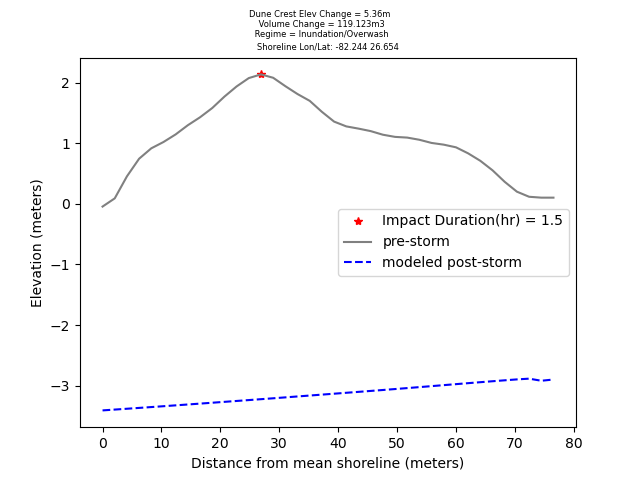 Dune Crest Elev Change = 5.36m
Volume Change = 119.123m3
Regime = Inundation/Overwash
Shoreline Lon/Lat: -82.244 26.654
2
1
0
−1
−2
−3
Elevation (meters)
Impact Duration(hr) = 1.5
pre-storm
modeled post-storm
0 10 20 30 40 50 60 70 80
Distance from mean shoreline (meters)